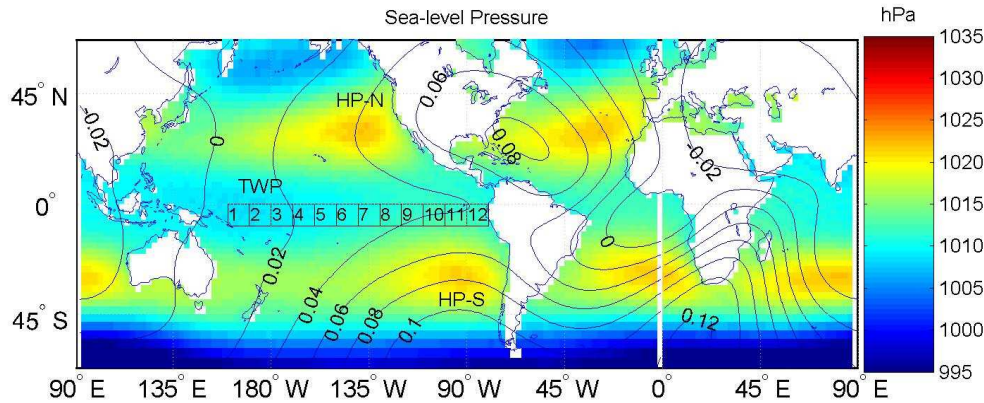 Sea-level Pressure
hPa
1035
1030
1025
1020
1015
1010
1005
1000
995
45° N
0°
45° S
-0.02
0
HP-N
0.06
0.08
-0.02
TWP
1 2 3 4 5 6 7 8 9 10 11 12
0
0.02
0.04
0.06
0.08
0.1
HP-S
0.12
90° E 135° E 180° W 135° W 90° W 45° W 0° 45° E 90° E